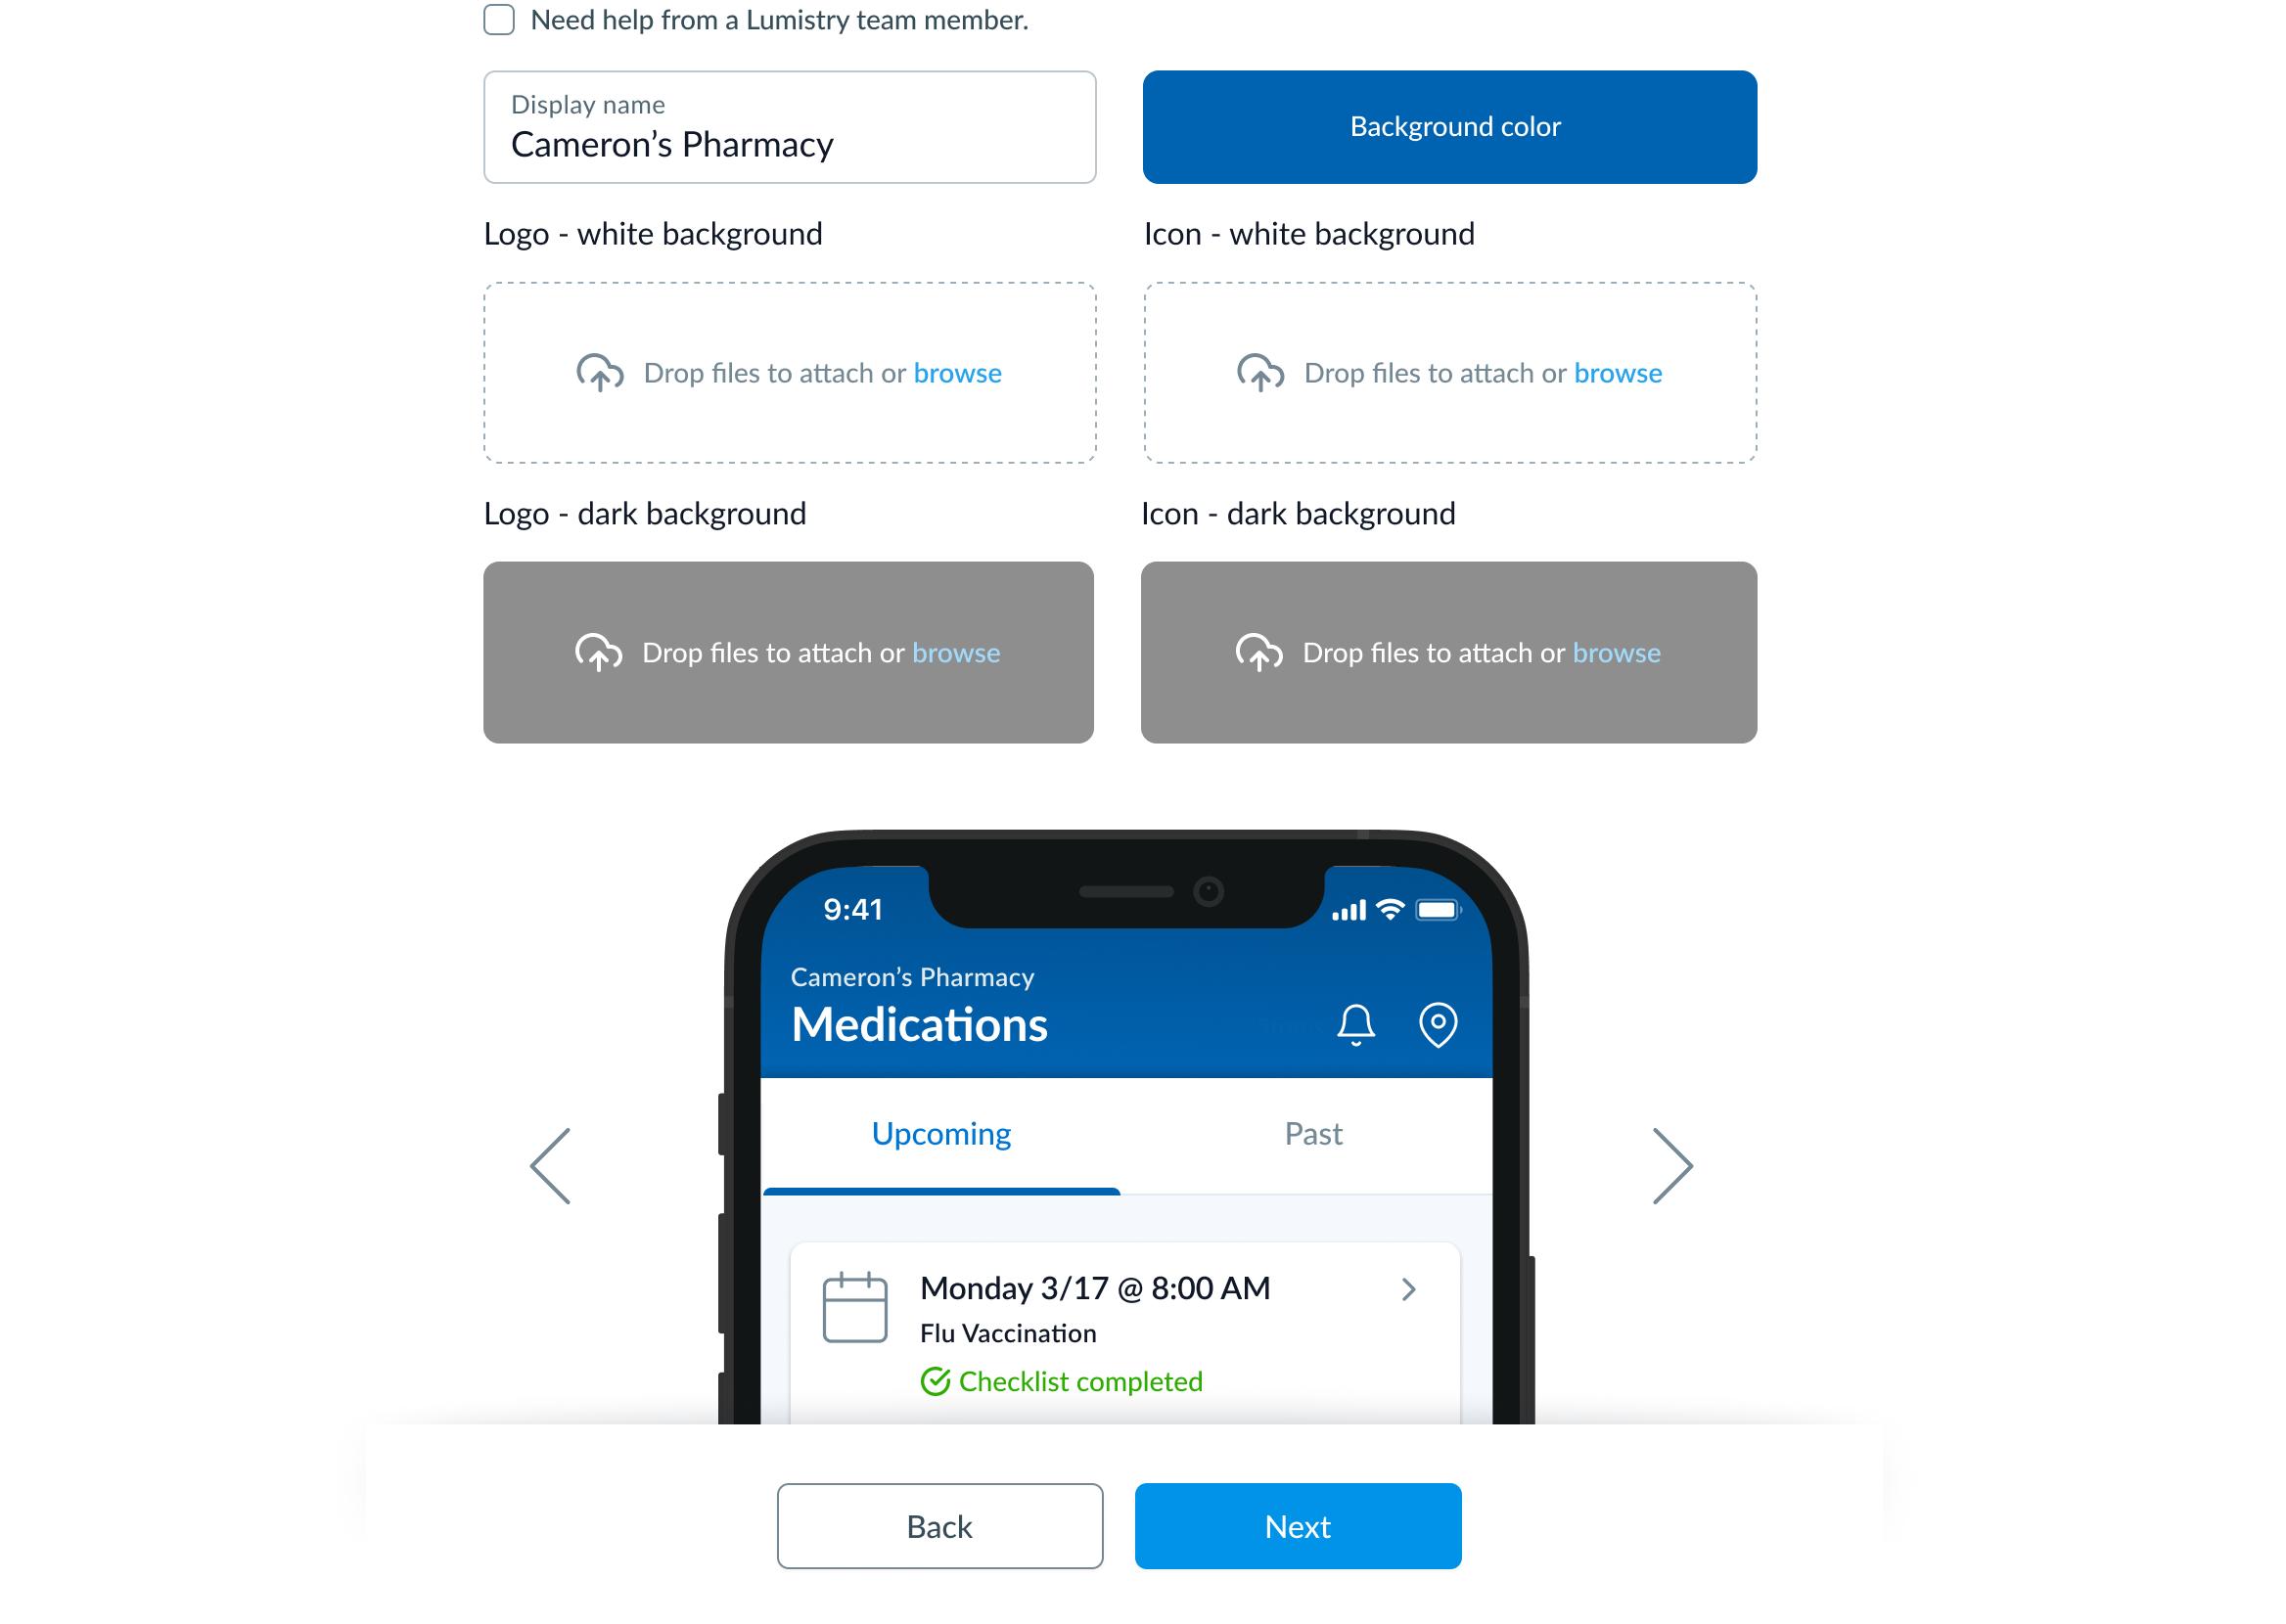 Need help from a Lumistry team member.
Display name
Cameron’s Pharmacy
Background color
Logo - white background
Icon - white background
Drop files to attach or browse
Drop files to attach or browse
Logo - dark background
Icon - dark background
Drop files to attach or browse
Drop files to attach or browse
9:41
Cameron’s Pharmacy
Medications
Upcoming
Past
Monday 3/17 @ 8:00 AM
Flu Vaccination
Checklist completed
Back
Next